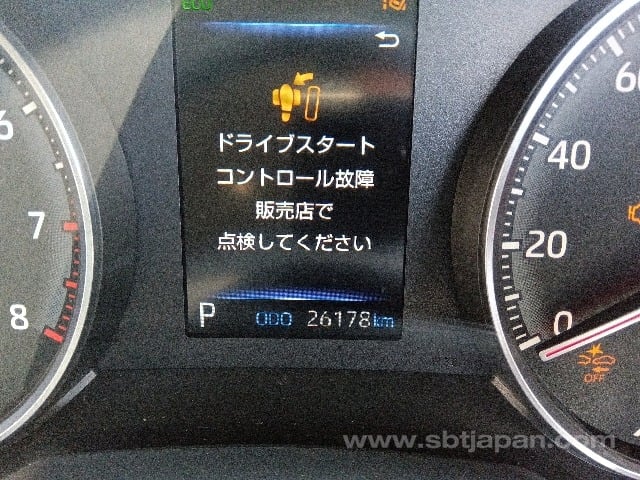 ECO
ドライブスタート
コントロール故障
販売店で
点検してください
P ODO 26178km
6
7
8
60
40
20
0
OFF
www.sbtjapan.com